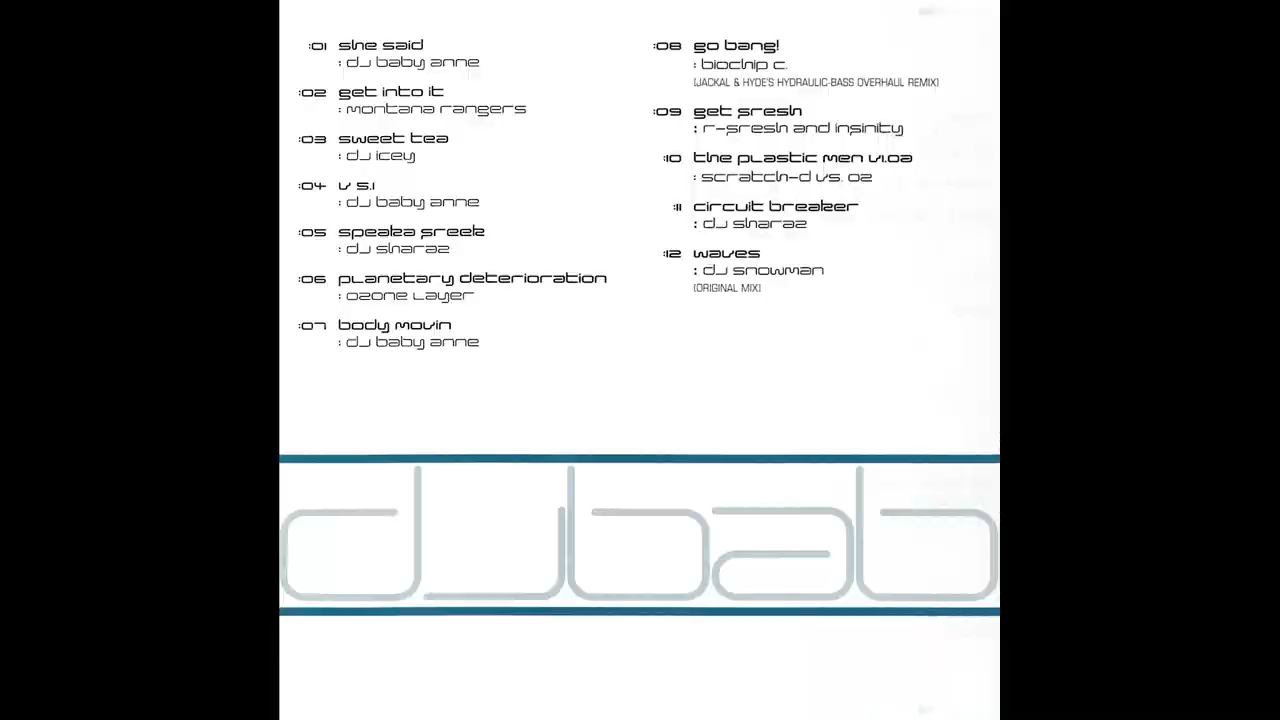 :01 she said
: dj baby anne
:02 get into it
: montana rangers
:03 sweet tea
: dj icey
:04 v 5.1
: dj baby anne
:05 speaka freek
: dj sharaz
:06 planetary deterioration
: ozone layer
:07 body movin
: dj baby anne
:08 go bang!
: biochip c.
(JACKAL & HYDE'S HYDRAULIC-BASS OVERHAUL REMIX)
:09 get fresh
: r-fresh and infinity
:10 the plastic men v1.0a
: scratch-d vs. 02
:11 circuit breaker
: dj sharaz
:12 waves
: dj snowman
(ORIGINAL MIX)
dj bab